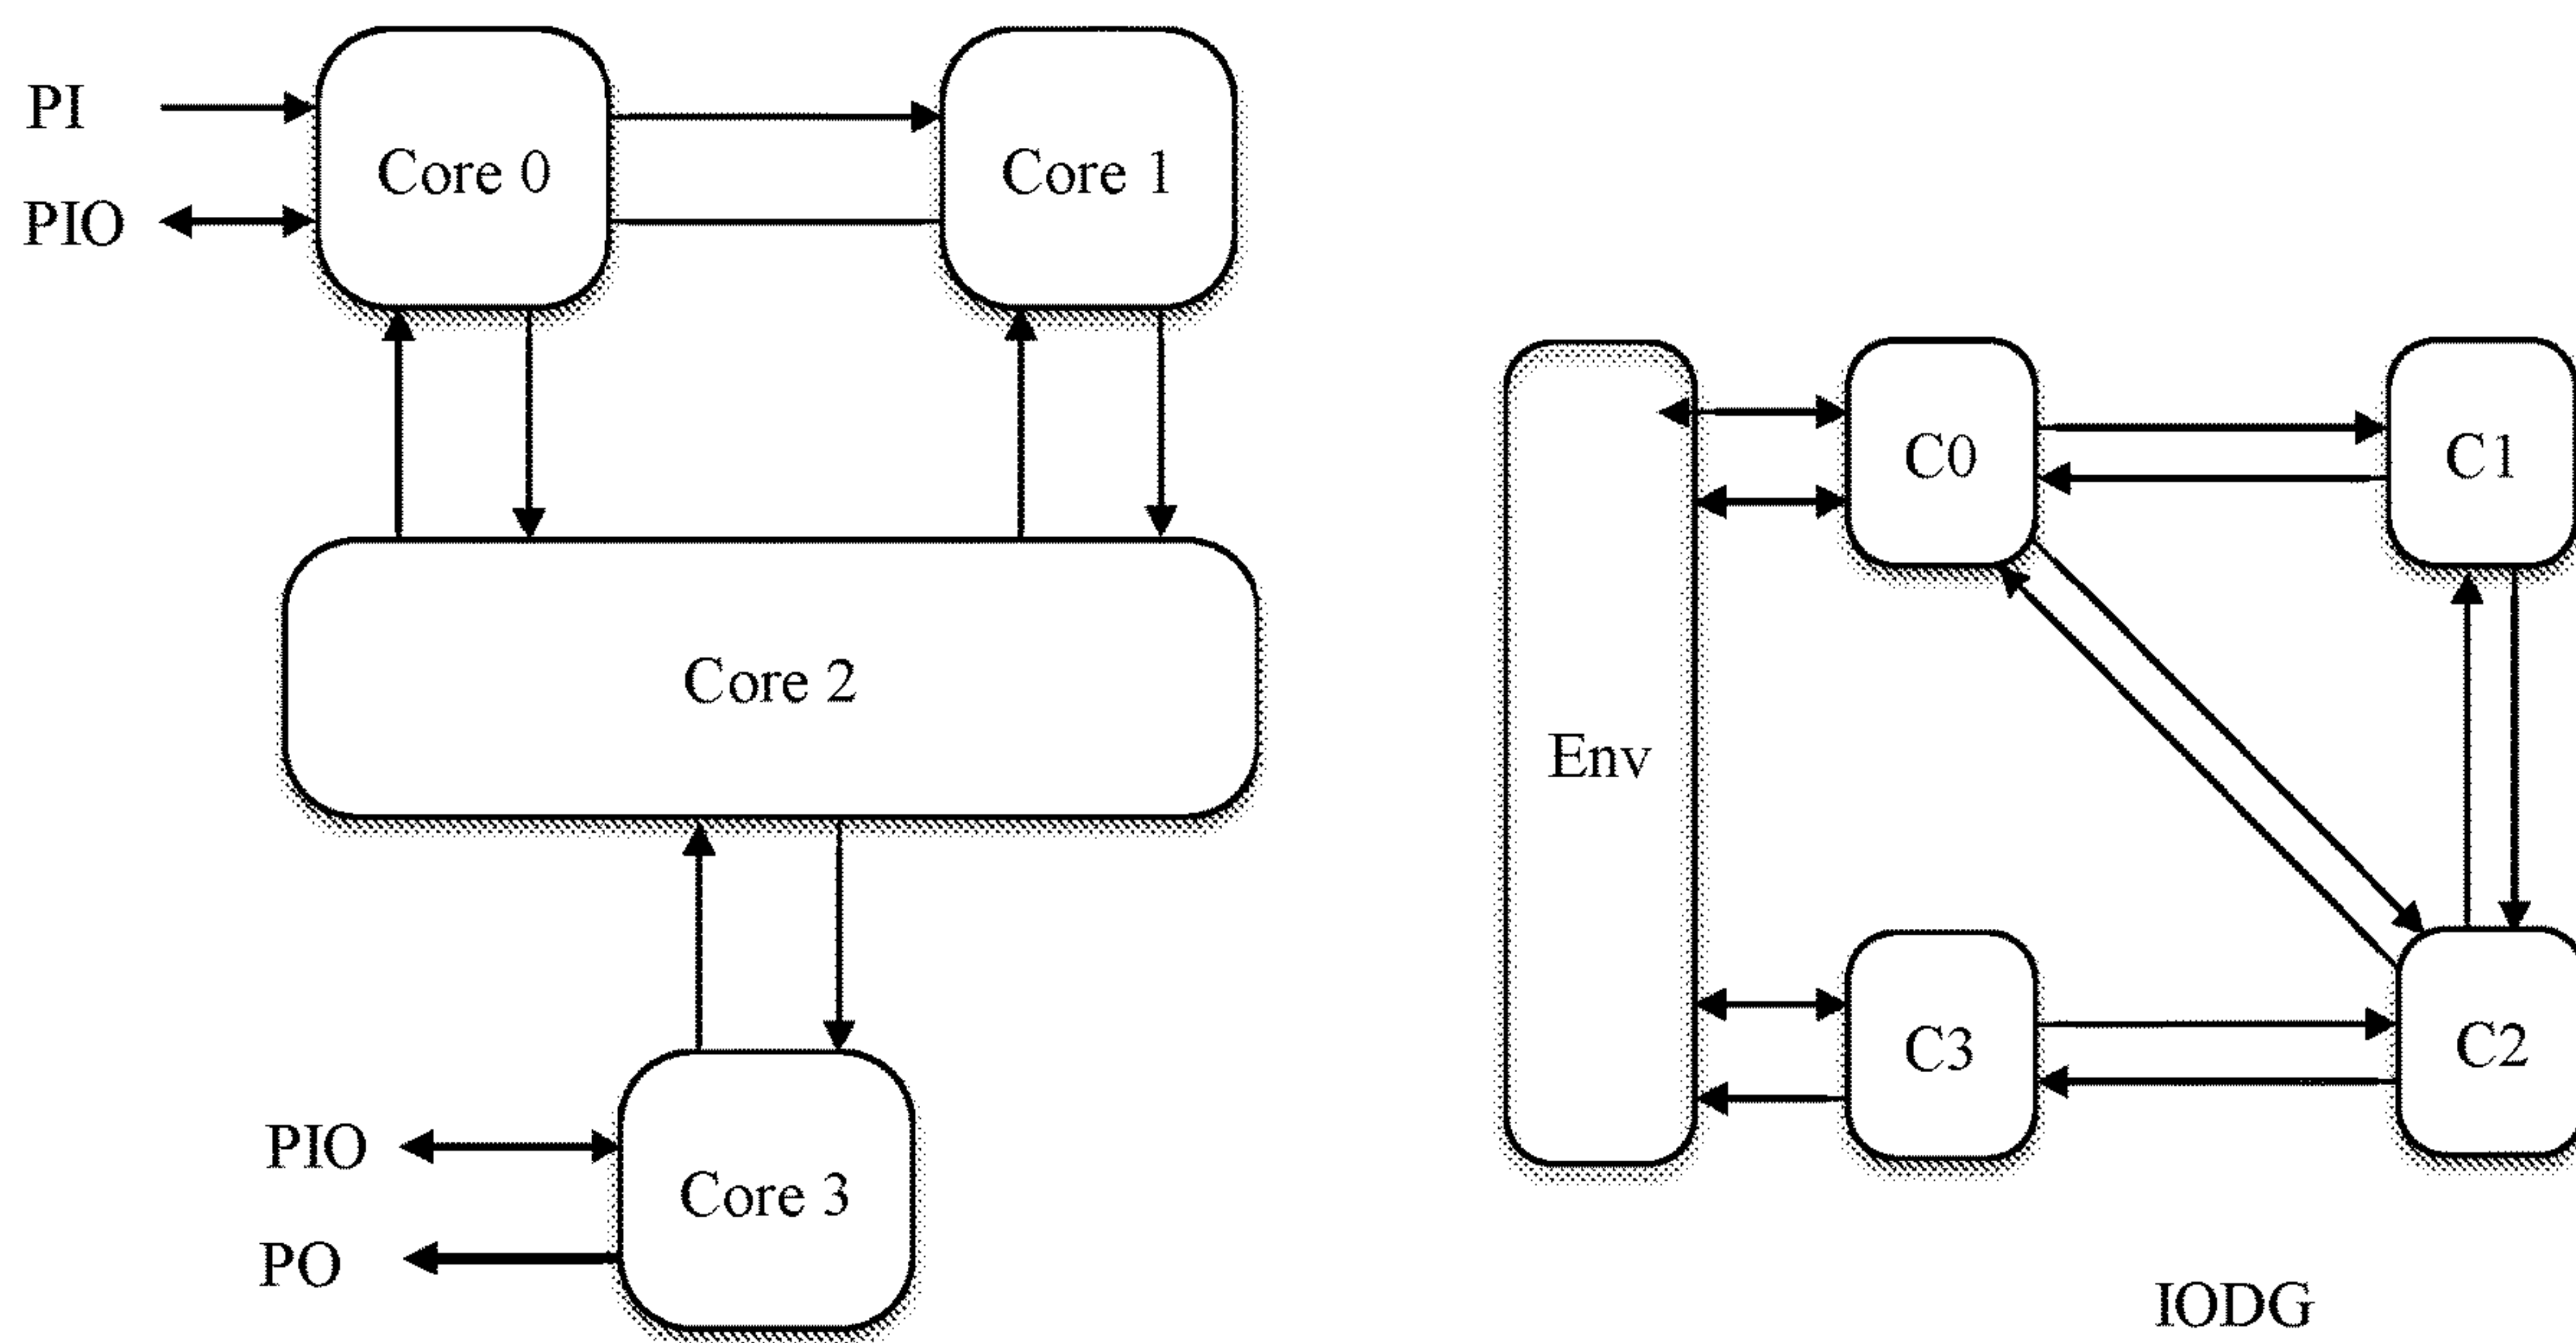 PI
Core 0
Core 1
PIO
Core 2
PIO
Core 3
PO
Env
C0
C1
C3
C2
IODG